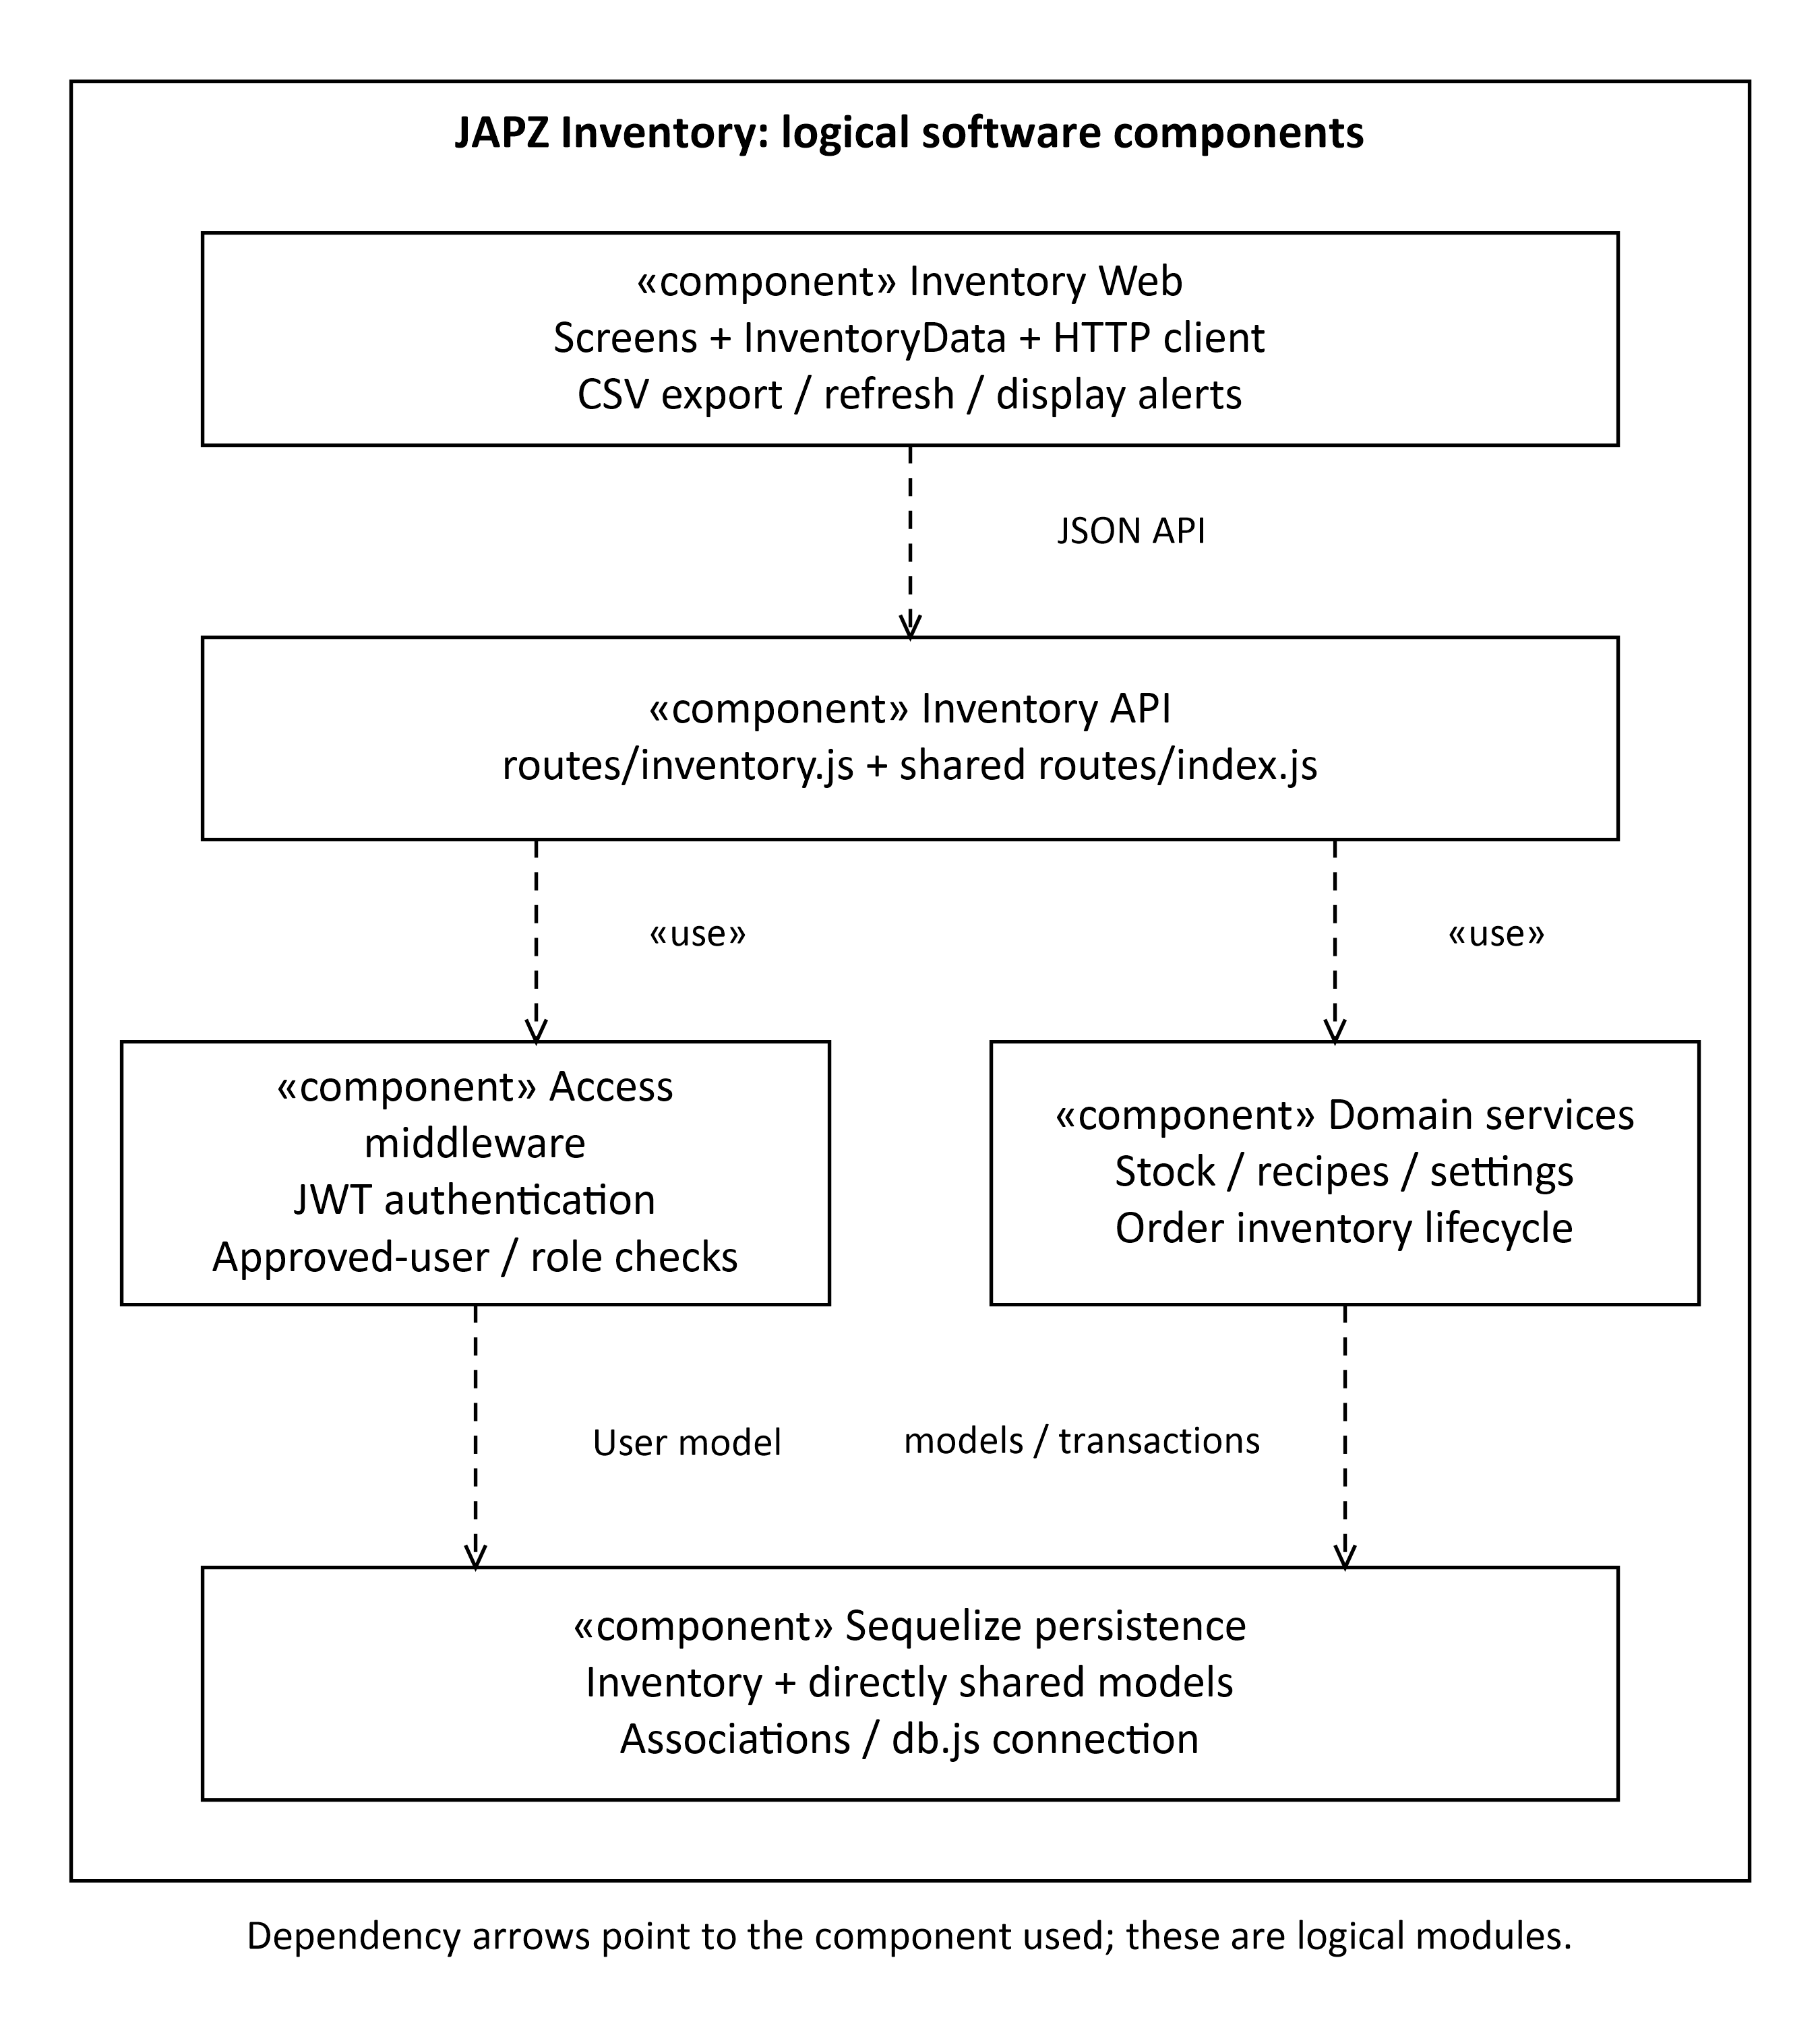 JAPZ Inventory: logical software components
«component» Inventory Web
Screens + InventoryData + HTTP client
CSV export / refresh / display alerts
JSON API
«component» Inventory API
routes/inventory.js + shared routes/index.js
«use»
«use»
«component» Access
middleware
JWT authentication
Approved-user / role checks
«component» Domain services
Stock / recipes / settings
Order inventory lifecycle
User model
models / transactions
«component» Sequelize persistence
Inventory + directly shared models
Associations / db.js connection
Dependency arrows point to the component used; these are logical modules.